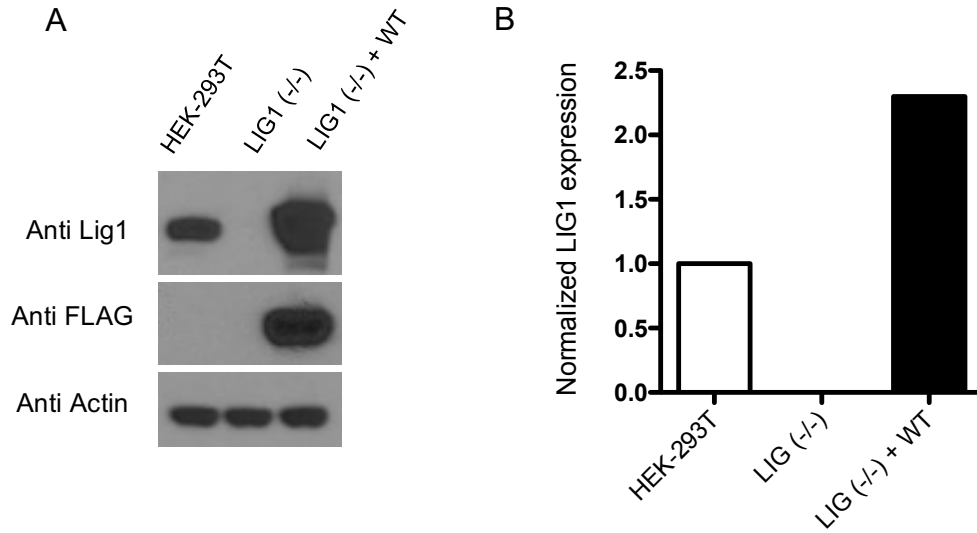 A
HEK-293T
LIG1 (-/-)
LIG1 (-/-) + WT
Anti Lig1
Anti FLAG
Anti Actin
B
Normalized LIG1 expression
2.5
2.0
1.5
1.0
0.5
0.0
HEK-293T
LIG (-/-)
LIG (-/-) + WT